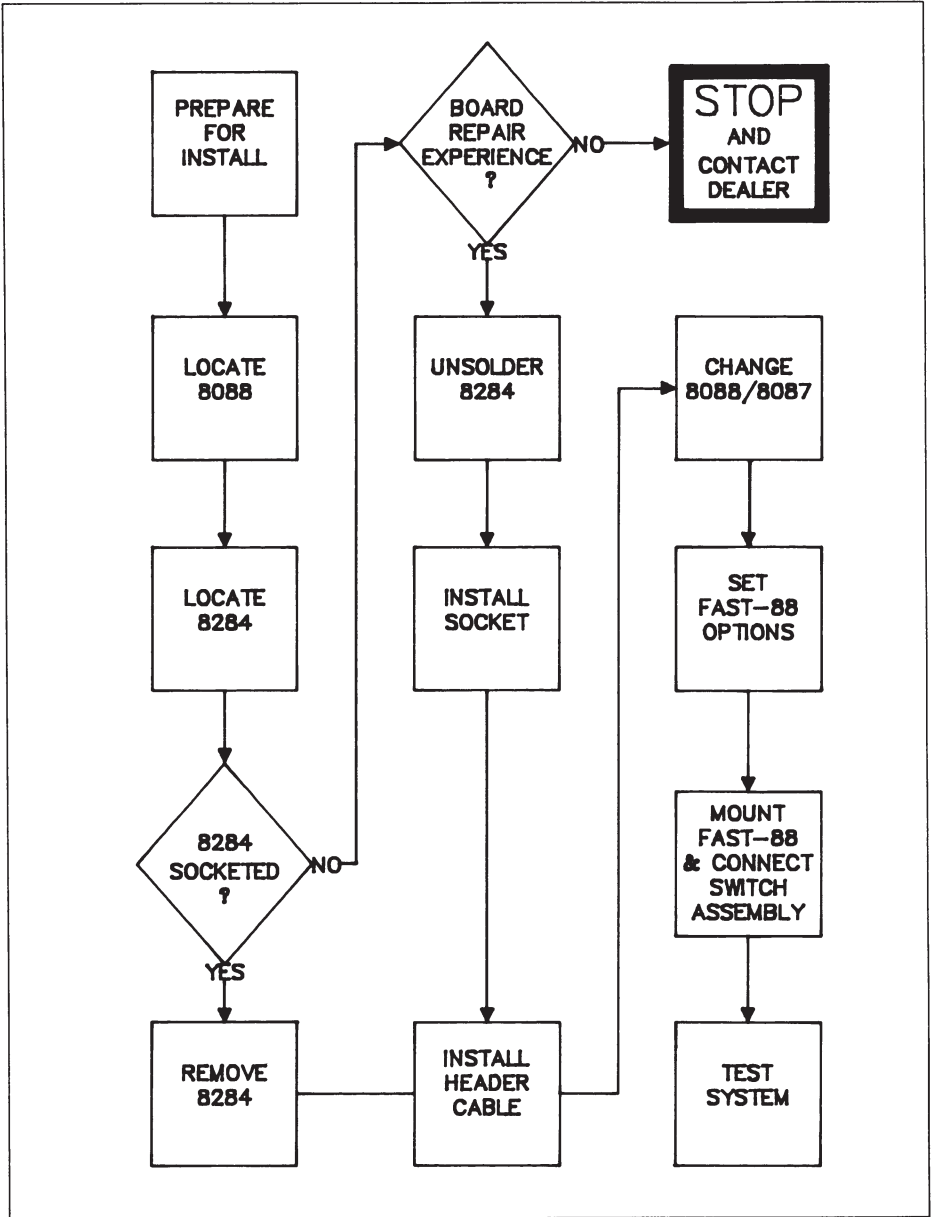 PREPARE
FOR
INSTALL
LOCATE
8088
LOCATE
8284
8284
SOCKETED
?
NO
YES
REMOVE
8284
BOARD
REPAIR
EXPERIENCE
?
NO
YES
STOP
AND
CONTACT
DEALER
UNSOLDER
8284
INSTALL
SOCKET
INSTALL
HEADER
CABLE
CHANGE
8088/8087
SET
FAST-88
OPTIONS
MOUNT
FAST-88
& CONNECT
SWITCH
ASSEMBLY
TEST
SYSTEM